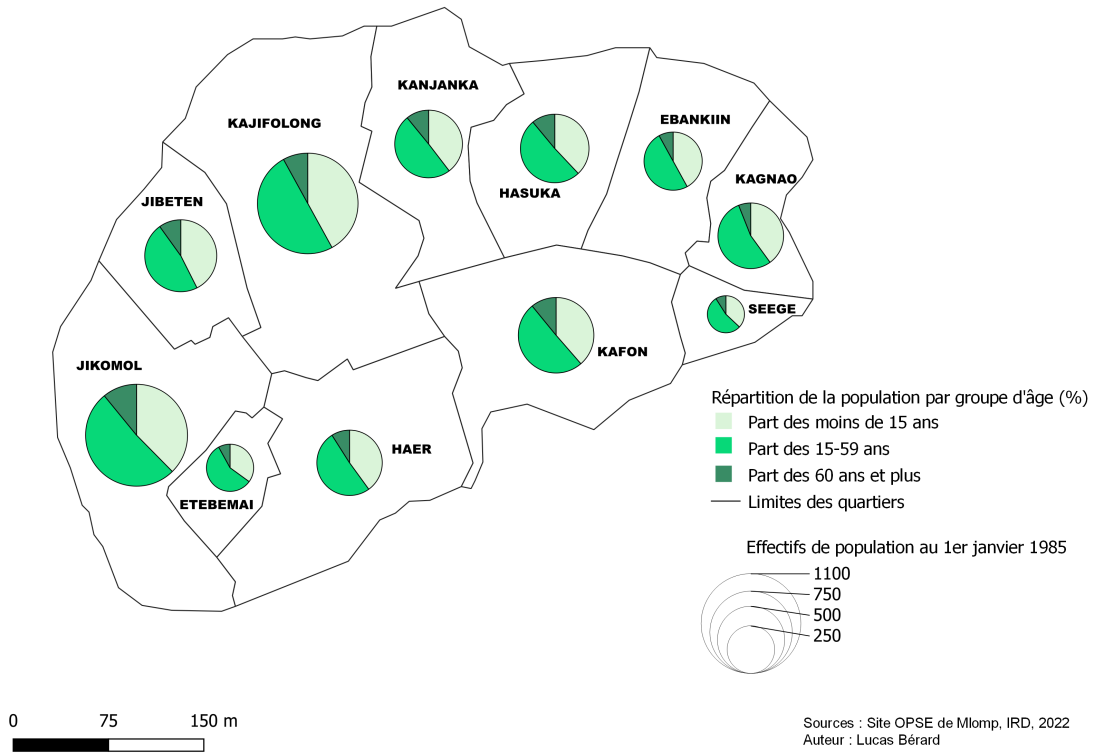 KANJANKA
KAJIFOLONG
EBANKIIN
KAGNAO
HASUKA
JIBETEN
SEEGE
KAFON
JIKOMOL
HAER
ETEBEMAI
Répartition de la population par groupe d'âge (%)
Part des moins de 15 ans
Part des 15-59 ans
Part des 60 ans et plus
Limites des quartiers
Effectifs de population au 1er janvier 1985
1100
750
500
250
0 75 150 m
Sources : Site OPSE de Mlomp, IRD, 2022
Auteur : Lucas Bérard